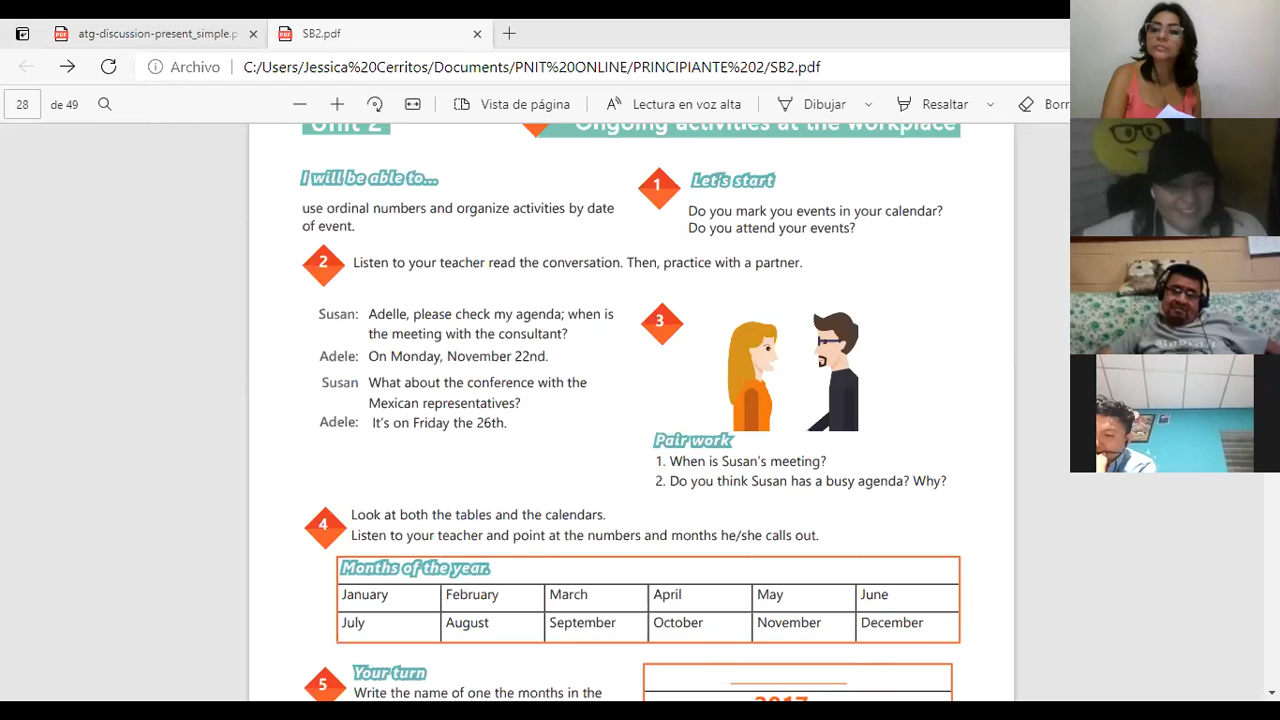 atg-discussion-present_simple.p
SB2.pdf
Archivo
C:/Users/Jessica%20Cerritos/Documents/PNIT%20ONLINE/PRINCIPIANTE%202/SB2.pdf
28
de 49
Vista de página
Lectura en voz alta
Dibujar
Resaltar
Borr
Unit 2
Ongoing activities at the workplace
I will be able to...
use ordinal numbers and organize activities by date
of event.
1
Let's start
Do you mark you events in your calendar?
Do you attend your events?
2
Listen to your teacher read the conversation. Then, practice with a partner.
Susan: Adelle, please check my agenda; when is
the meeting with the consultant?
Adele: On Monday, November 22nd.
Susan What about the conference with the
Mexican representatives?
Adele: It's on Friday the 26th.
3
Pair work
1. When is Susan's meeting?
2. Do you think Susan has a busy agenda? Why?
4
Look at both the tables and the calendars.
Listen to your teacher and point at the numbers and months he/she calls out.
Months of the year.
January February March April May June
July August September October November December
5
Your turn
Write the name of one the months in the
2017